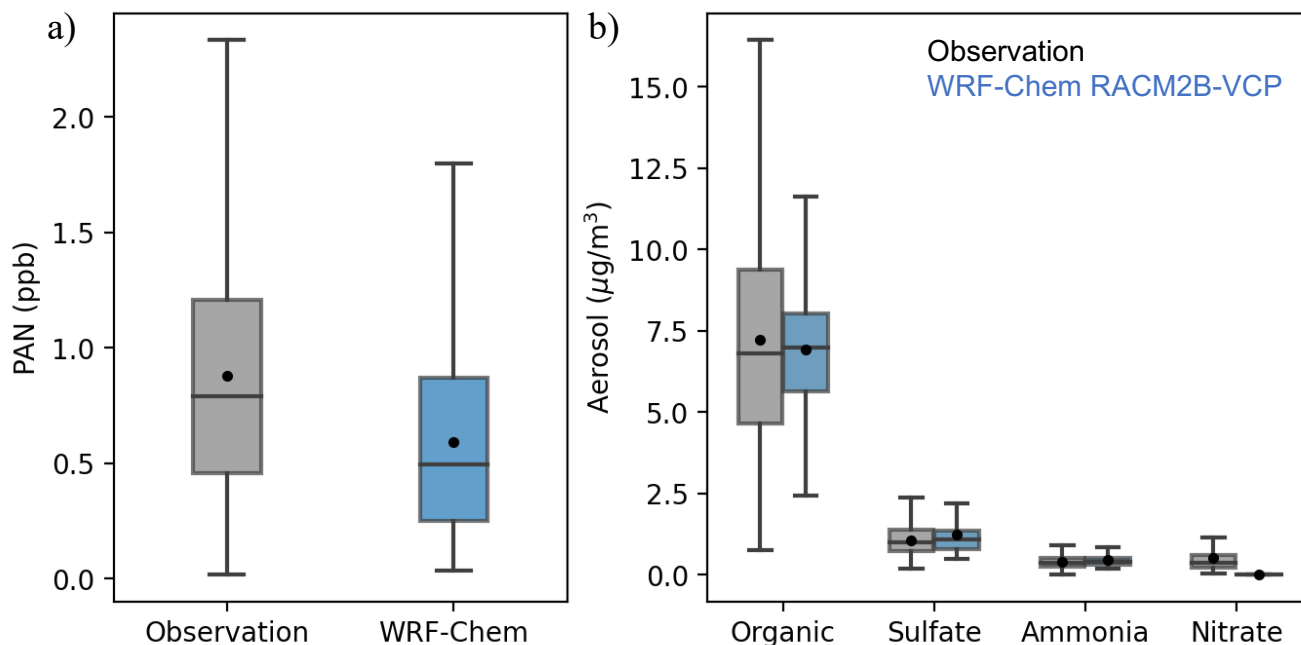 a)
PAN (ppb)
2.0
1.5
1.0
0.5
0.0
Observation
WRF-Chem
b)
Observation
WRF-Chem RACM2B-VCP
Aerosol (μg/m³)
15.0
12.5
10.0
7.5
5.0
2.5
0.0
Organic
Sulfate
Ammonia
Nitrate